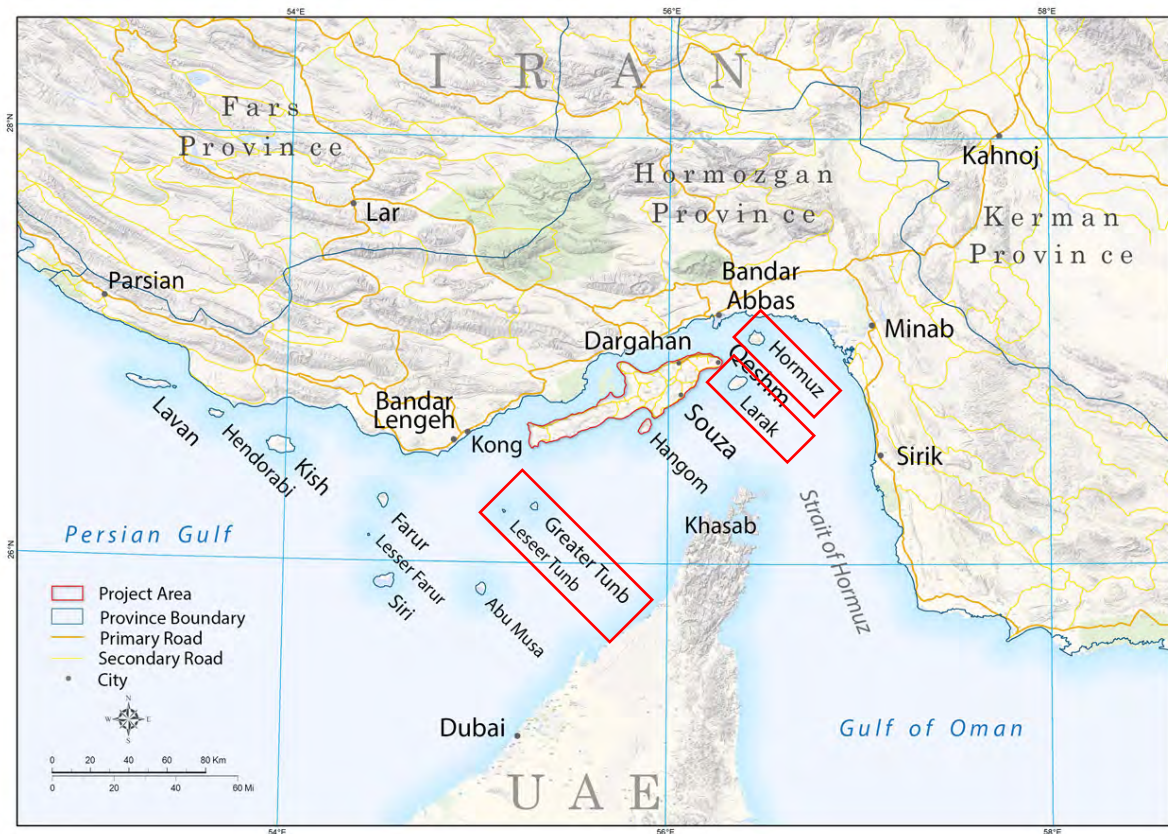 54°E
56°E
58°E
28°N
26°N
I R A N
Fars
Province
Hormozgan
Province
Kerman
Province
Kahnoj
Lar
Parsian
Bandar
Abbas
Minab
Dargahan
Qeshm
Hormuz
Larak
Souza
Hangom
Bandar
Lengeh
Kong
Sirik
Lavan
Hendorabi
Kish
Farur
Lesser Farur
Siri
Greater Tunb
Leseer Tunb
Abu Musa
Khasab
Strait of Hormuz
Persian Gulf
Gulf of Oman
Dubai
UAE
Project Area
Province Boundary
Primary Road
Secondary Road
City
N
W E
S
0 20 40 60 80 Km
0 20 40 60 Mi
54°E
56°E
58°E